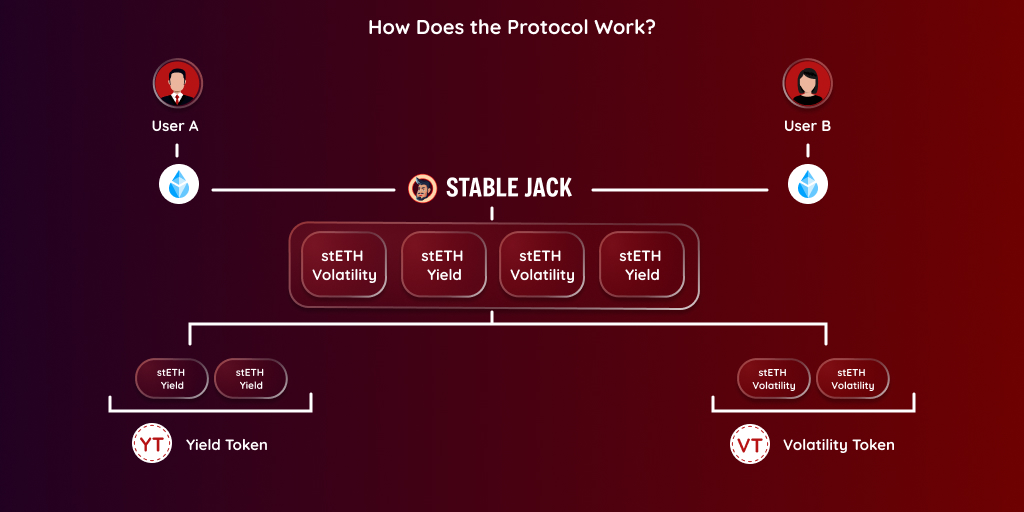 How Does the Protocol Work?
User A
User B
STABLE JACK
stETH
Volatility
stETH
Yield
stETH
Volatility
stETH
Yield
stETH
Yield
stETH
Yield
stETH
Volatility
stETH
Volatility
YT
Yield Token
VT
Volatility Token